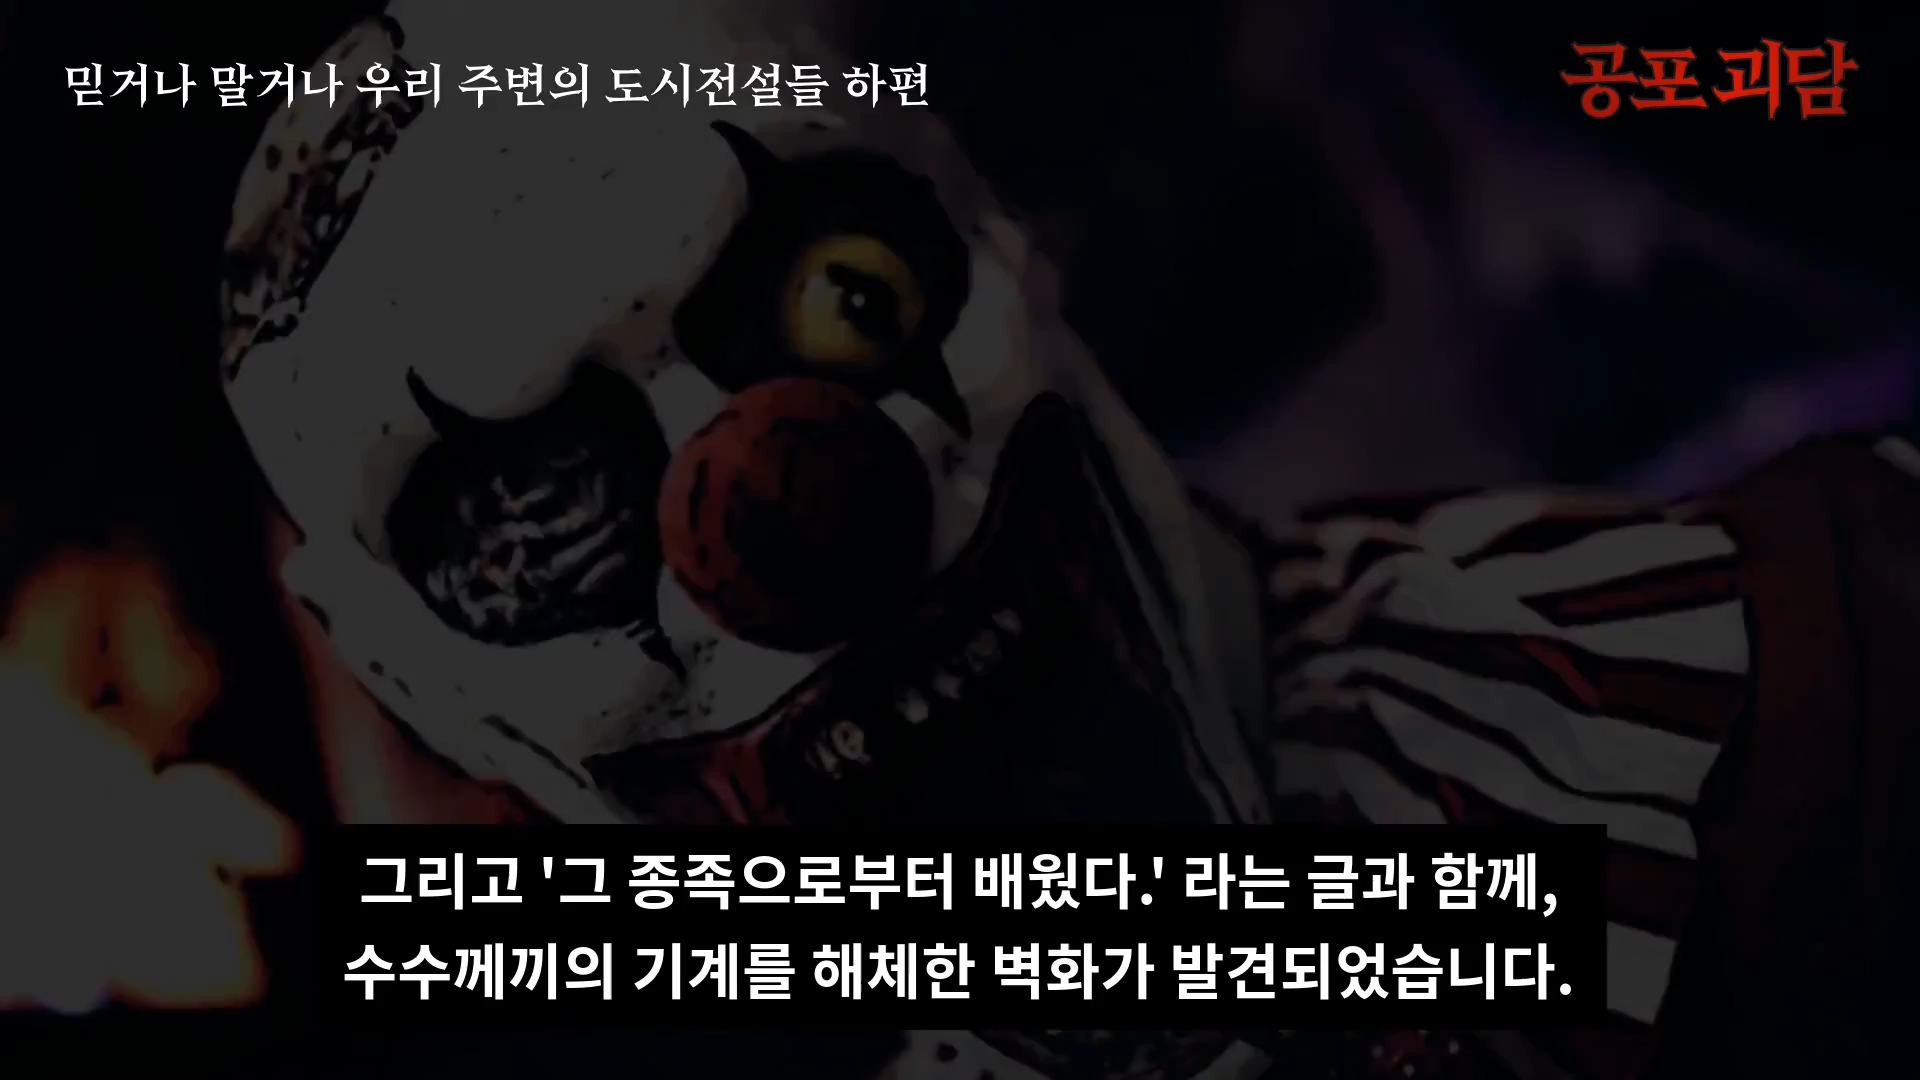 믿거나 말거나 우리 주변의 도시전설들 하편
공포 괴담
그리고 '그 종족으로부터 배웠다.' 라는 글과 함께,
수수께끼의 기계를 해체한 벽화가 발견되었습니다.